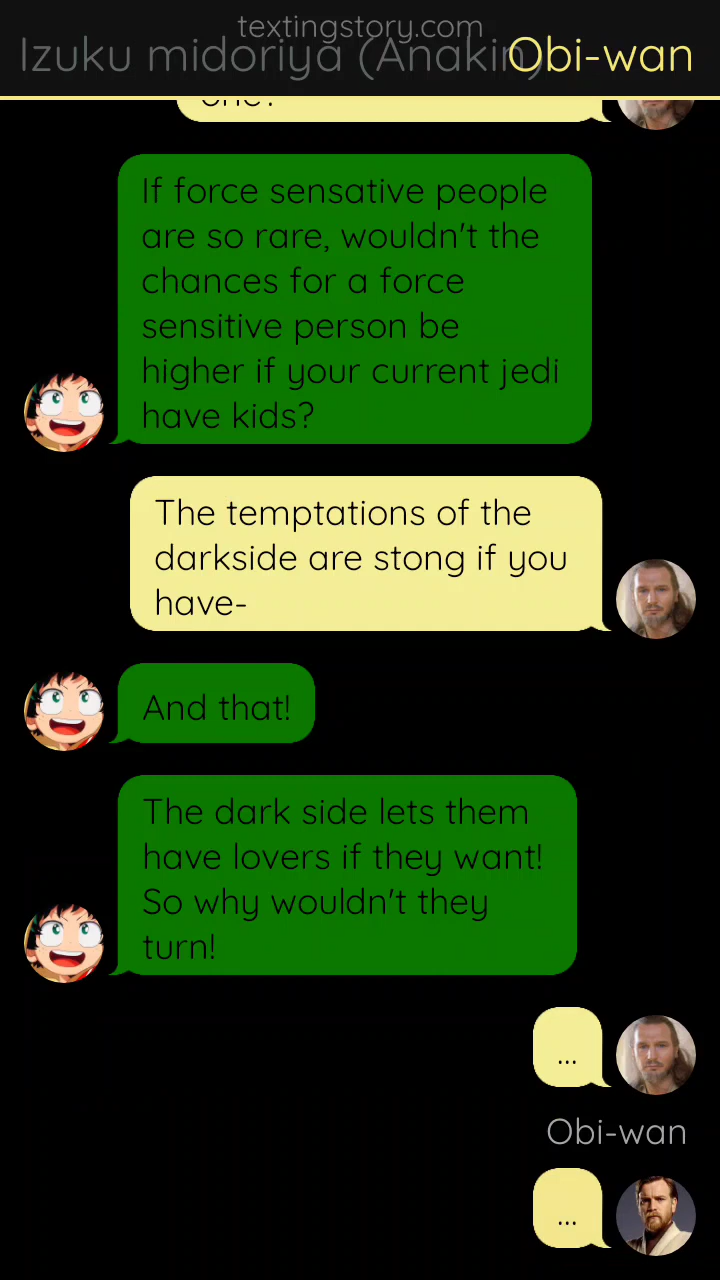 textingstory.com
Izuku midoriya (Anakin)
Obi-wan
one?
If force sensative people
are so rare, wouldn't the
chances for a force
sensitive person be
higher if your current jedi
have kids?
The temptations of the
darkside are stong if you
have-
And that!
The dark side lets them
have lovers if they want!
So why wouldn't they
turn!
...
Obi-wan
...